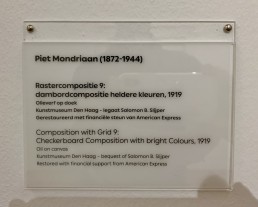 Piet Mondriaan (1872-1944)
Rastercompositie 9:
dambordcompositie heldere kleuren, 1919
Olieverf op doek
Kunstmuseum Den Haag - legaat Salomon B. Slijper
Gerestaureerd met financiële steun van American Express
Composition with Grid 9:
Checkerboard Composition with bright Colours, 1919
Oil on canvas
Kunstmuseum Den Haag - bequest of Salomon B. Slijper
Restored with financial support from American Express